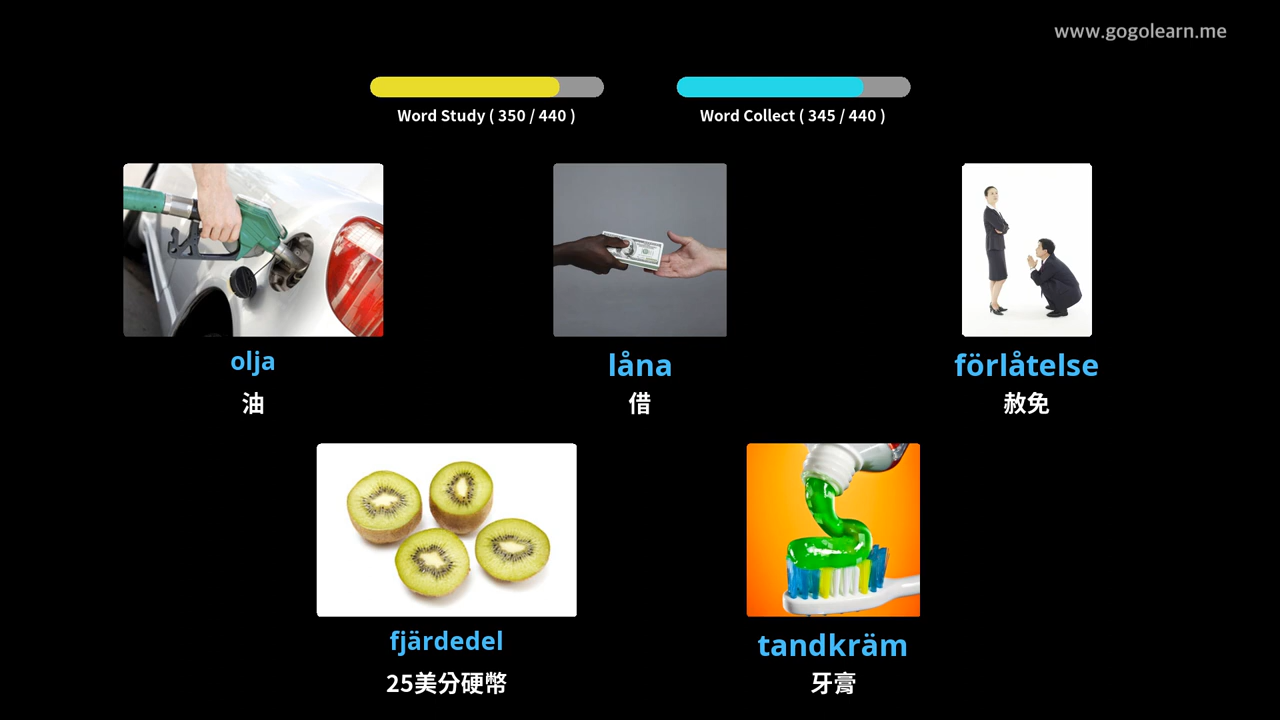 www.gogolearn.me
Word Study ( 350 / 440 )
Word Collect ( 345 / 440 )
olja
låna
förlåtelse
油
借
赦免
fjärdedel
tandkräm
25美分硬幣
牙膏